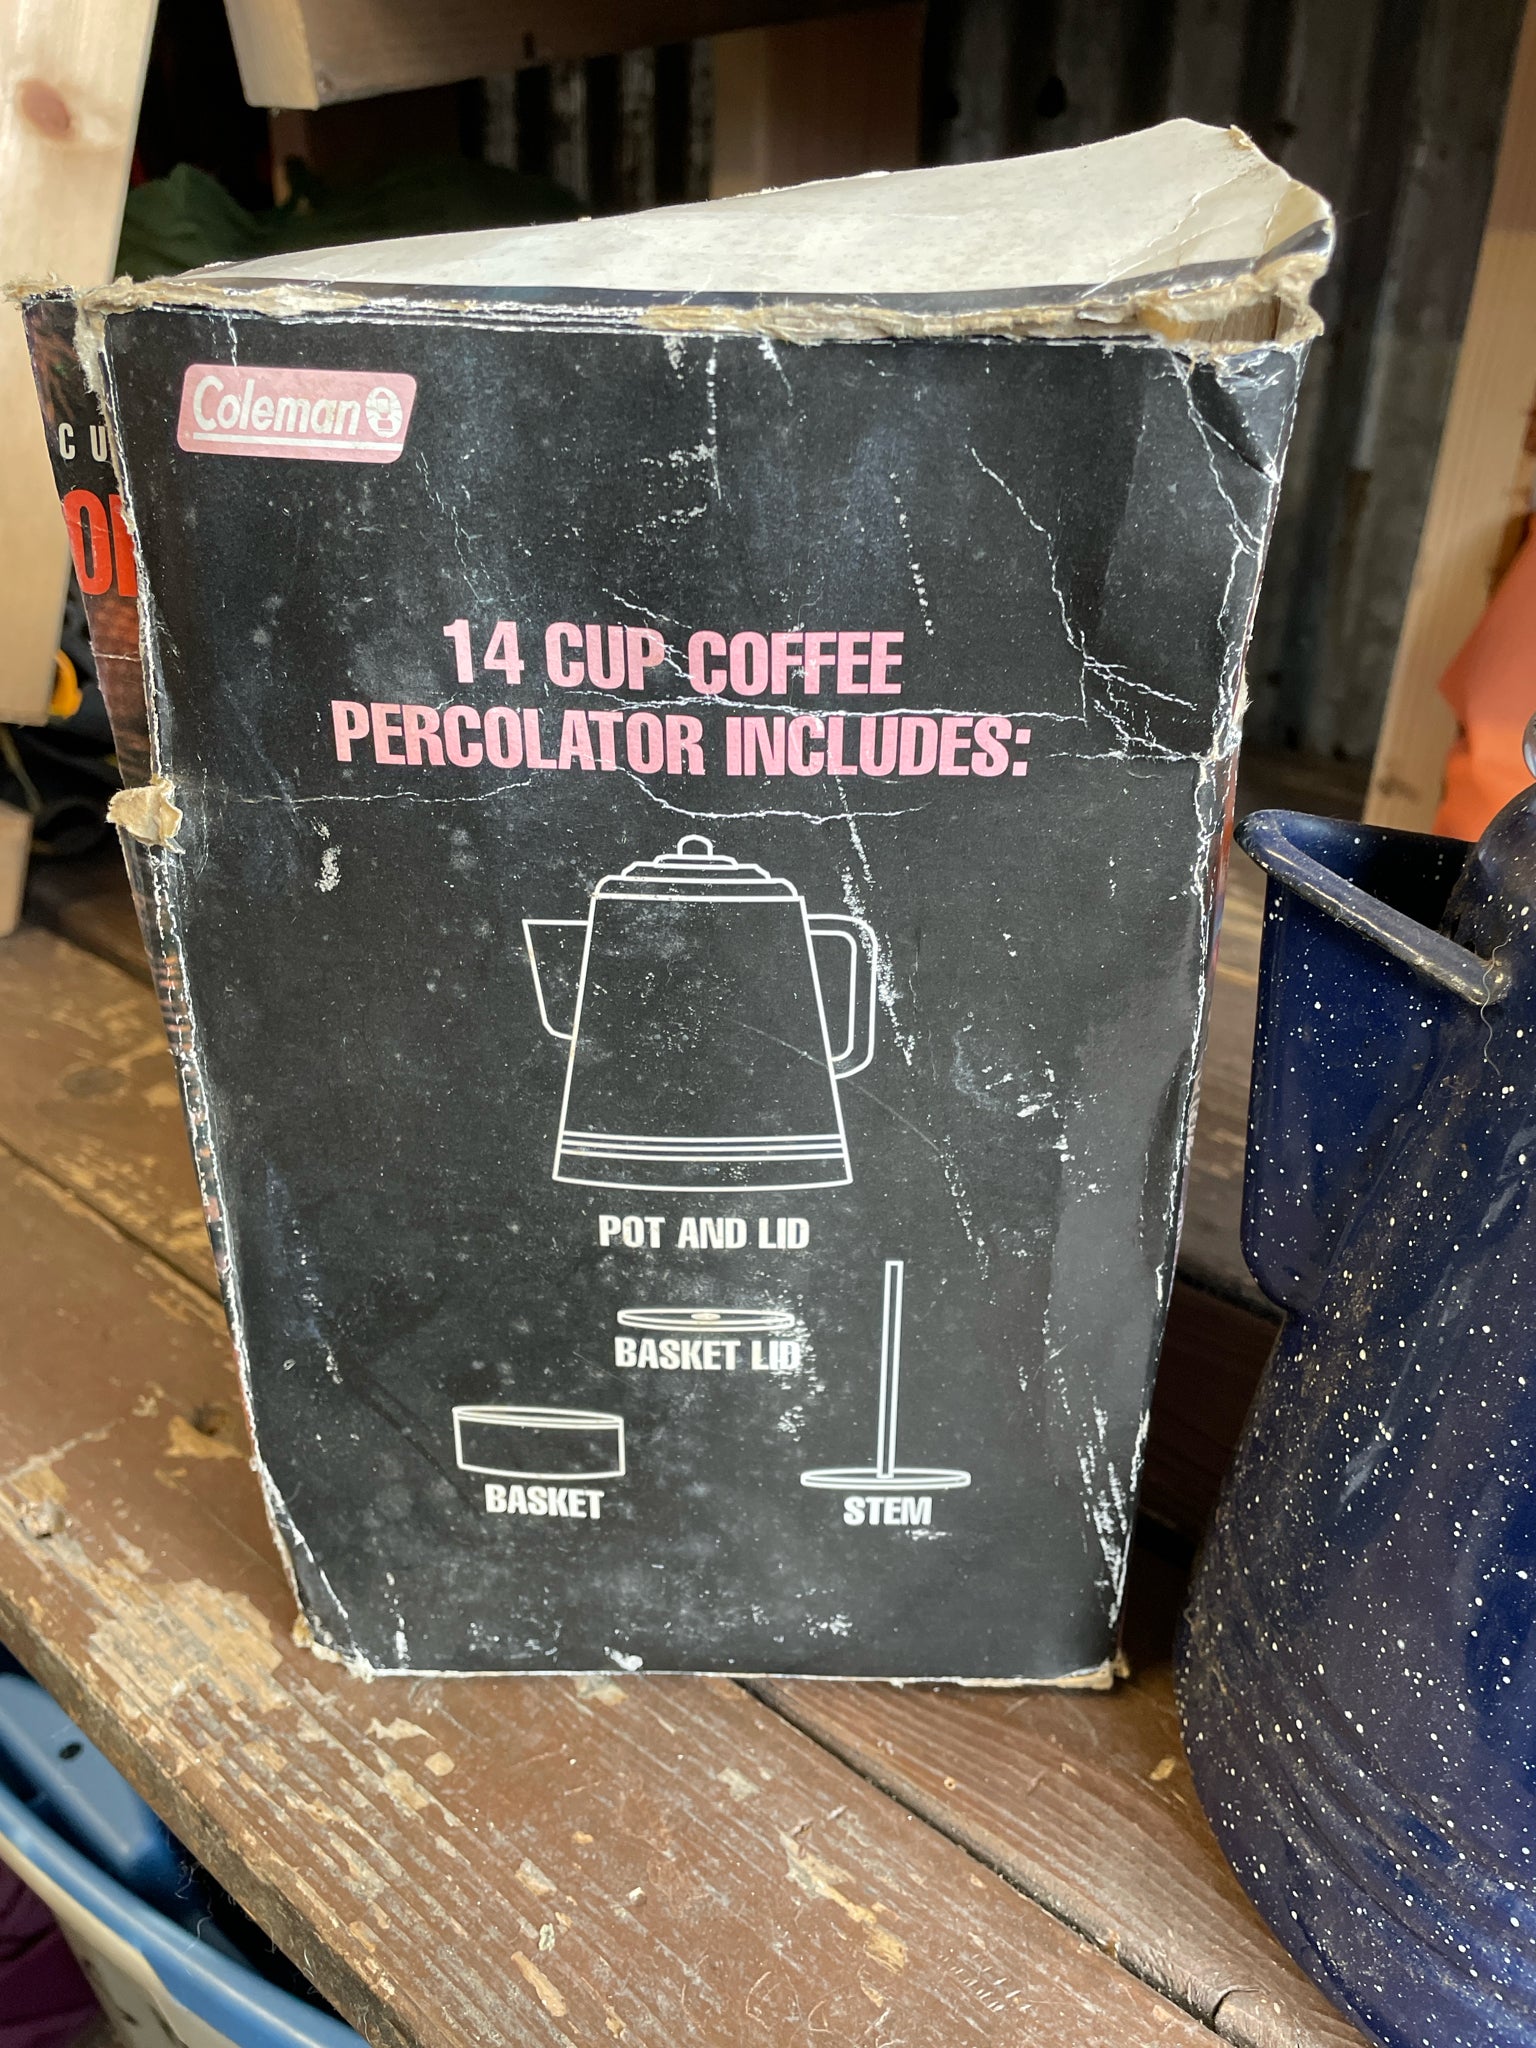 Coleman
14 CUP COFFEE
PERCOLATOR INCLUDES:
POT AND LID
BASKET LID
BASKET
STEM